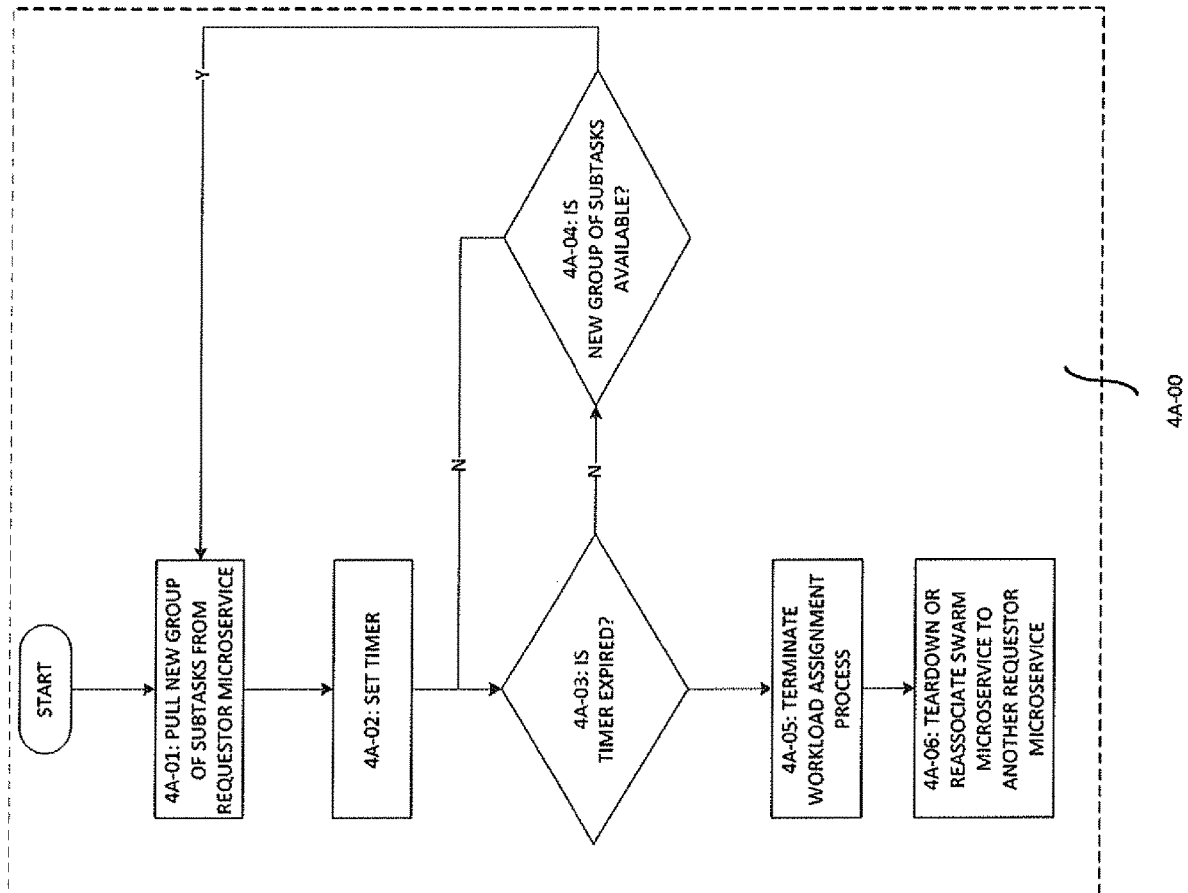 START
4A-01: PULL NEW GROUP
OF SUBTASKS FROM
REQUESTOR MICROSERVICE
4A-02: SET TIMER
4A-03: IS
TIMER EXPIRED?
N
4A-04: IS
NEW GROUP OF SUBTASKS
AVAILABLE?
N
Y
4A-05: TERMINATE
WORKLOAD ASSIGNMENT
PROCESS
4A-06: TEARDOWN OR
REASSOCIATE SWARM
MICROSERVICE TO
ANOTHER REQUESTOR
MICROSERVICE
4A-00